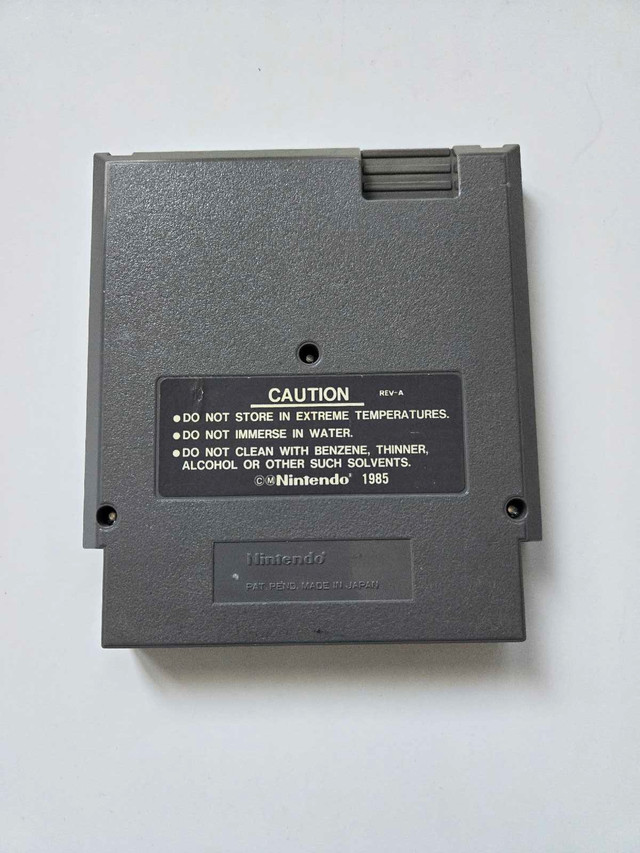 CAUTION REV-A
●DO NOT STORE IN EXTREME TEMPERATURES.
●DO NOT IMMERSE IN WATER.
●DO NOT CLEAN WITH BENZENE, THINNER,
ALCOHOL OR OTHER SUCH SOLVENTS.
©ⓂNintendo® 1985
Nintendo®
PAT. PEND. MADE IN JAPAN